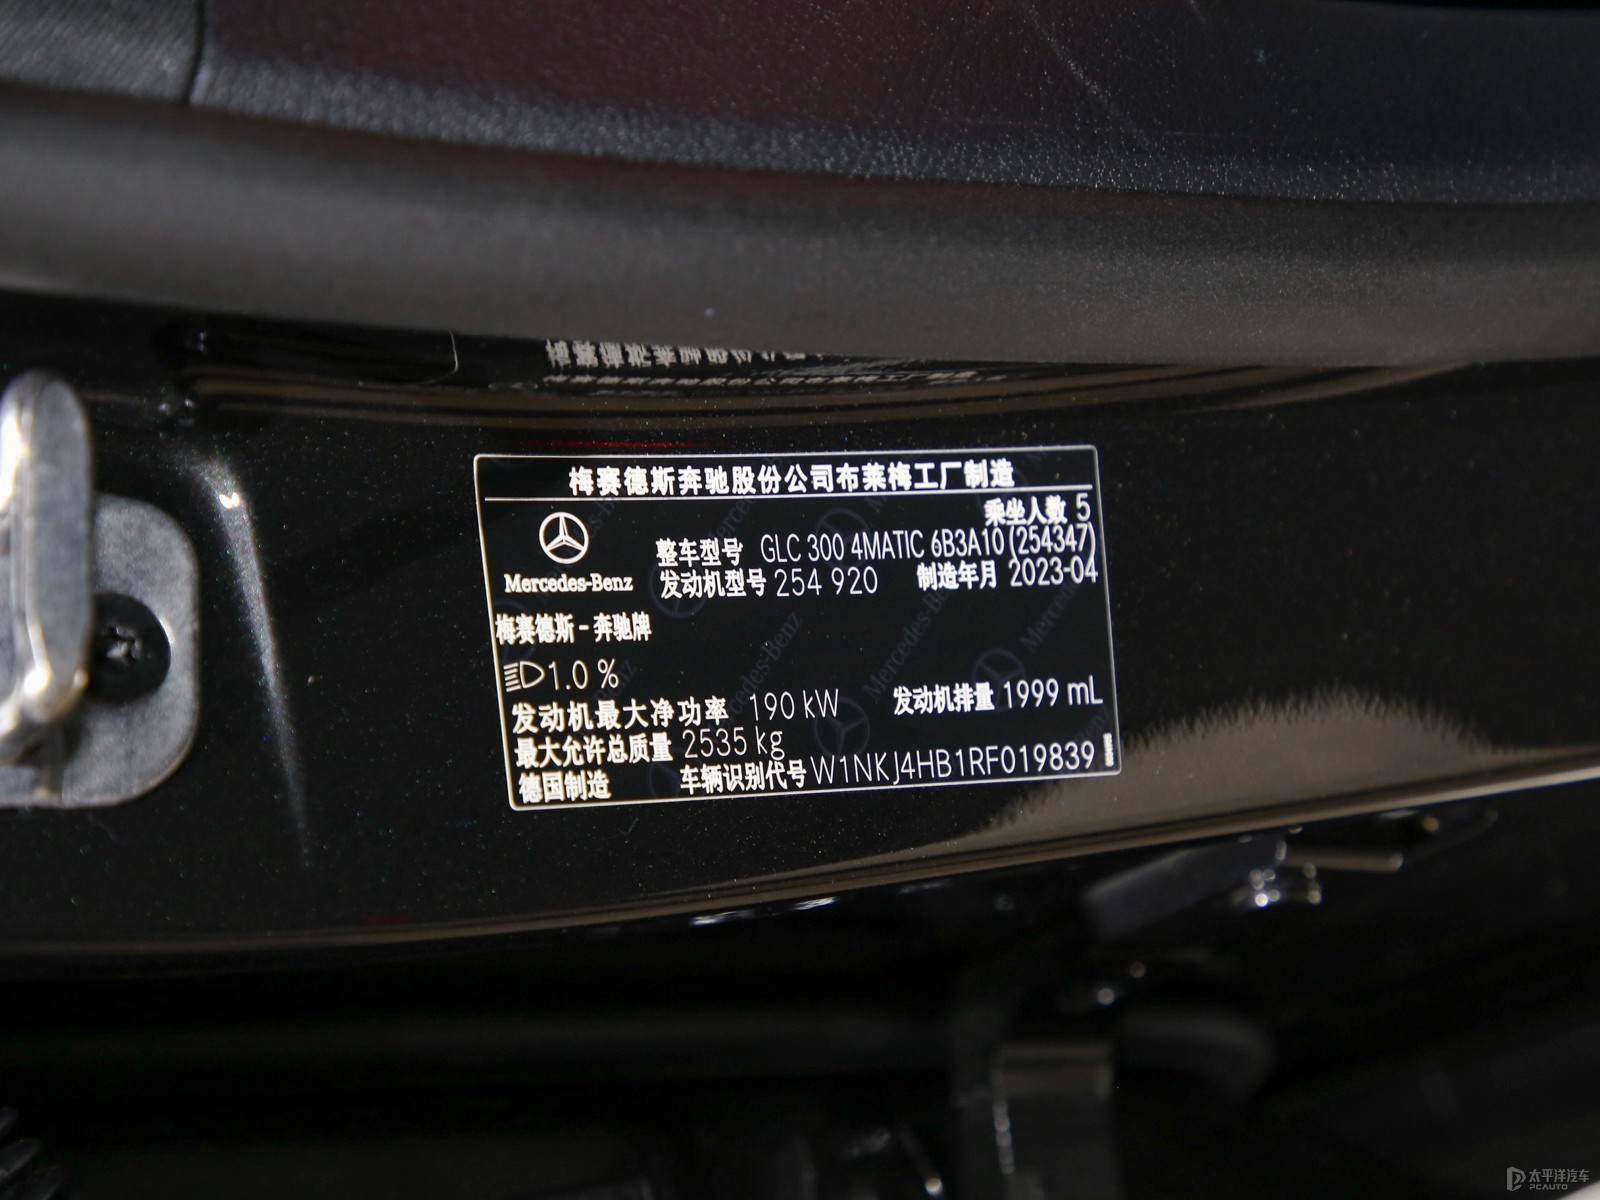 梅赛德斯奔驰股份公司布莱梅工厂制造
乘坐人数 5
整车型号 GLC 300 4MATIC 6B3A10 (254347)
Mercedes-Benz
发动机型号 254 920 制造年月 2023-04
梅赛德斯-奔驰牌
1.0 %
发动机最大净功率 190 kW 发动机排量 1999 mL
最大允许总质量 2535 kg
德国制造 车辆识别代号 W1NKJ4HB1RF019839
太平洋汽车
PCAUTO